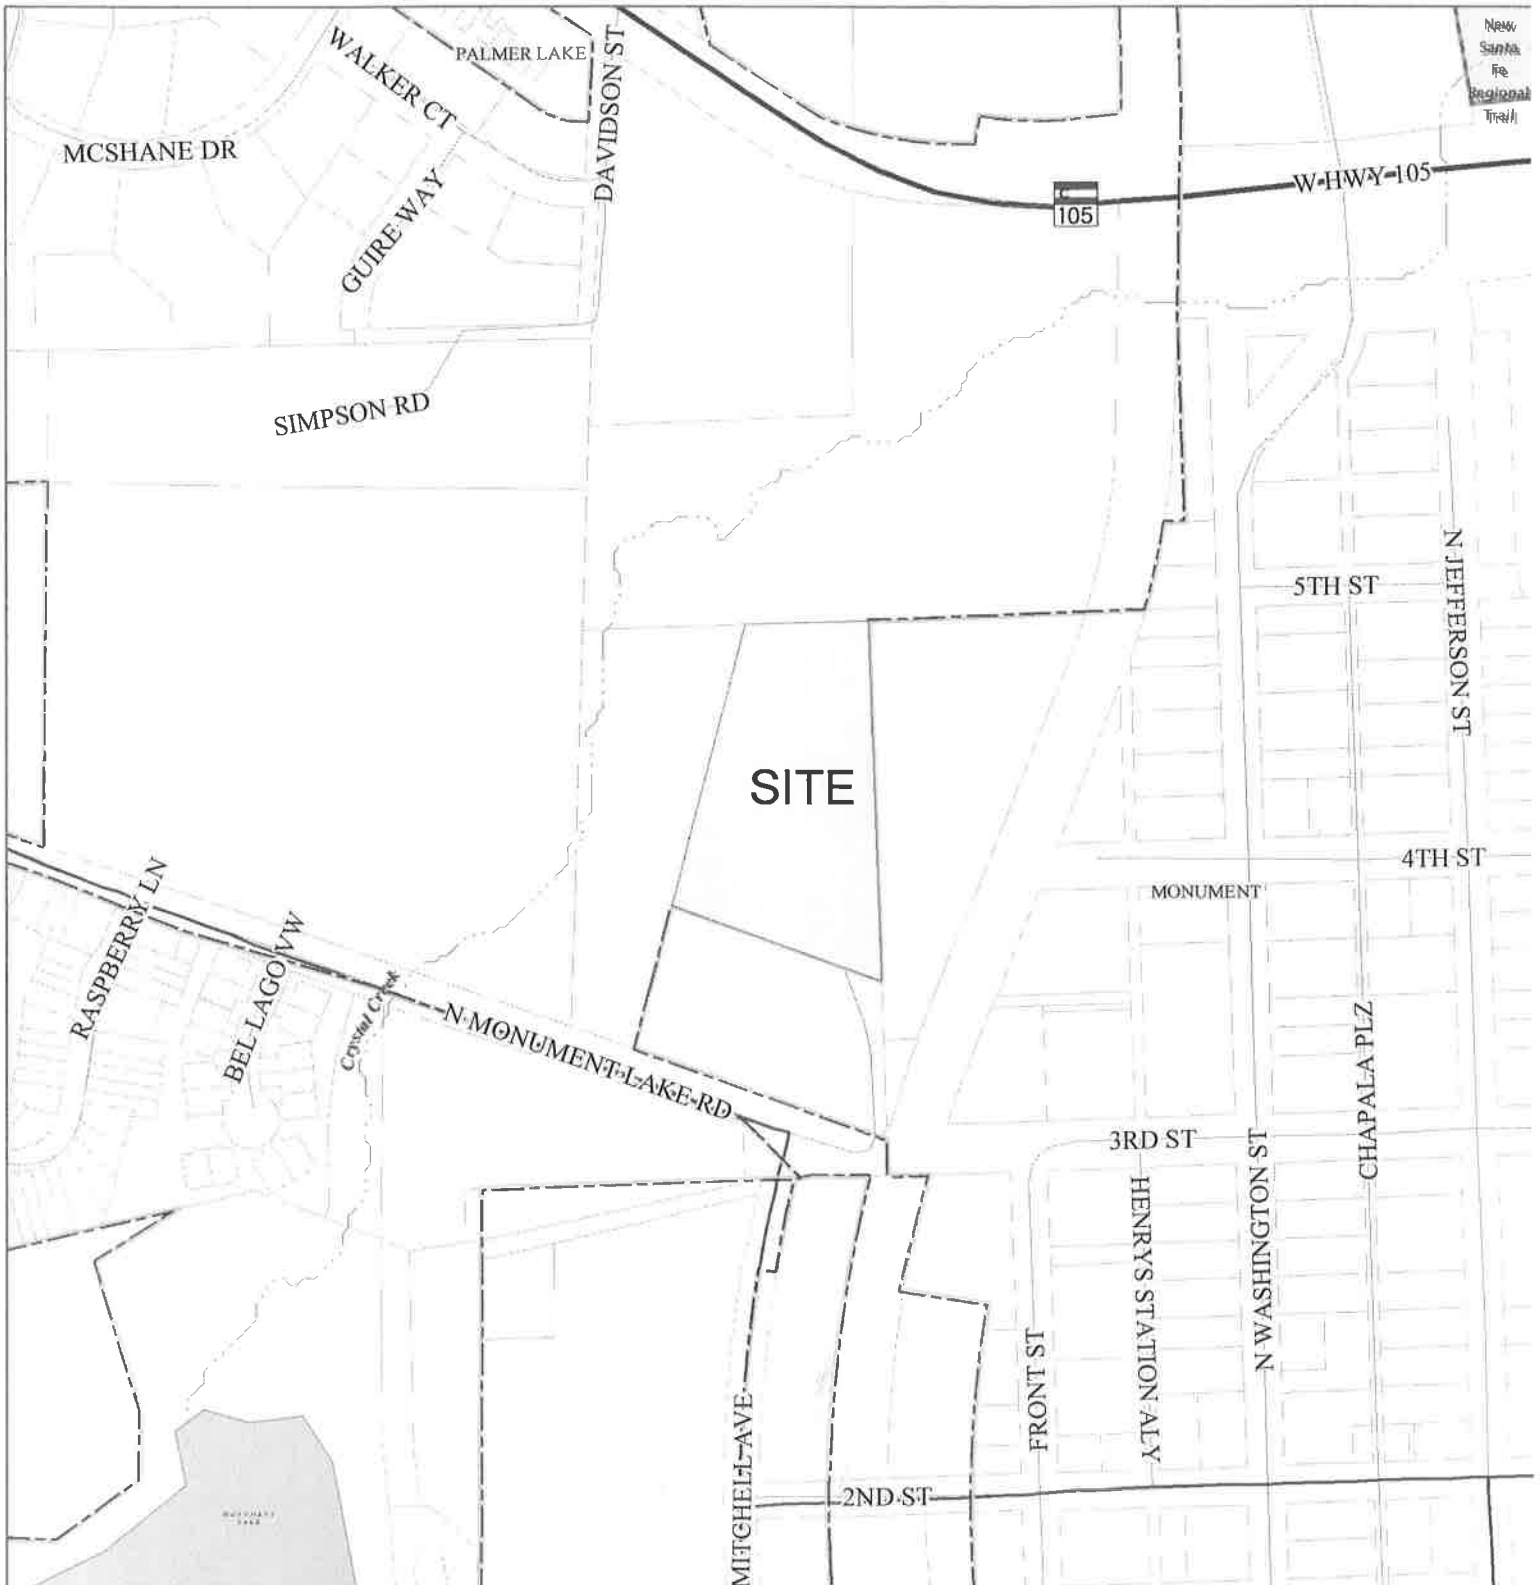 New
Santa
Fe
Regional
Trail
WALKER CT
PALMER LAKE
DAVIDSON ST
MCSHANE DR
GUIRE WAY
W HWY 105
C
105
SIMPSON RD
5TH ST
N JEFFERSON ST
SITE
4TH ST
MONUMENT
RASPBERRY LN
BEL LAGO VW
Crystal Creek
N MONUMENT LAKE RD
CHAPALA PLZ
3RD ST
N WASHINGTON ST
HENRYS STATION ALY
FRONT ST
MITCHELL AVE
2ND ST
MONUMENT
LAKE